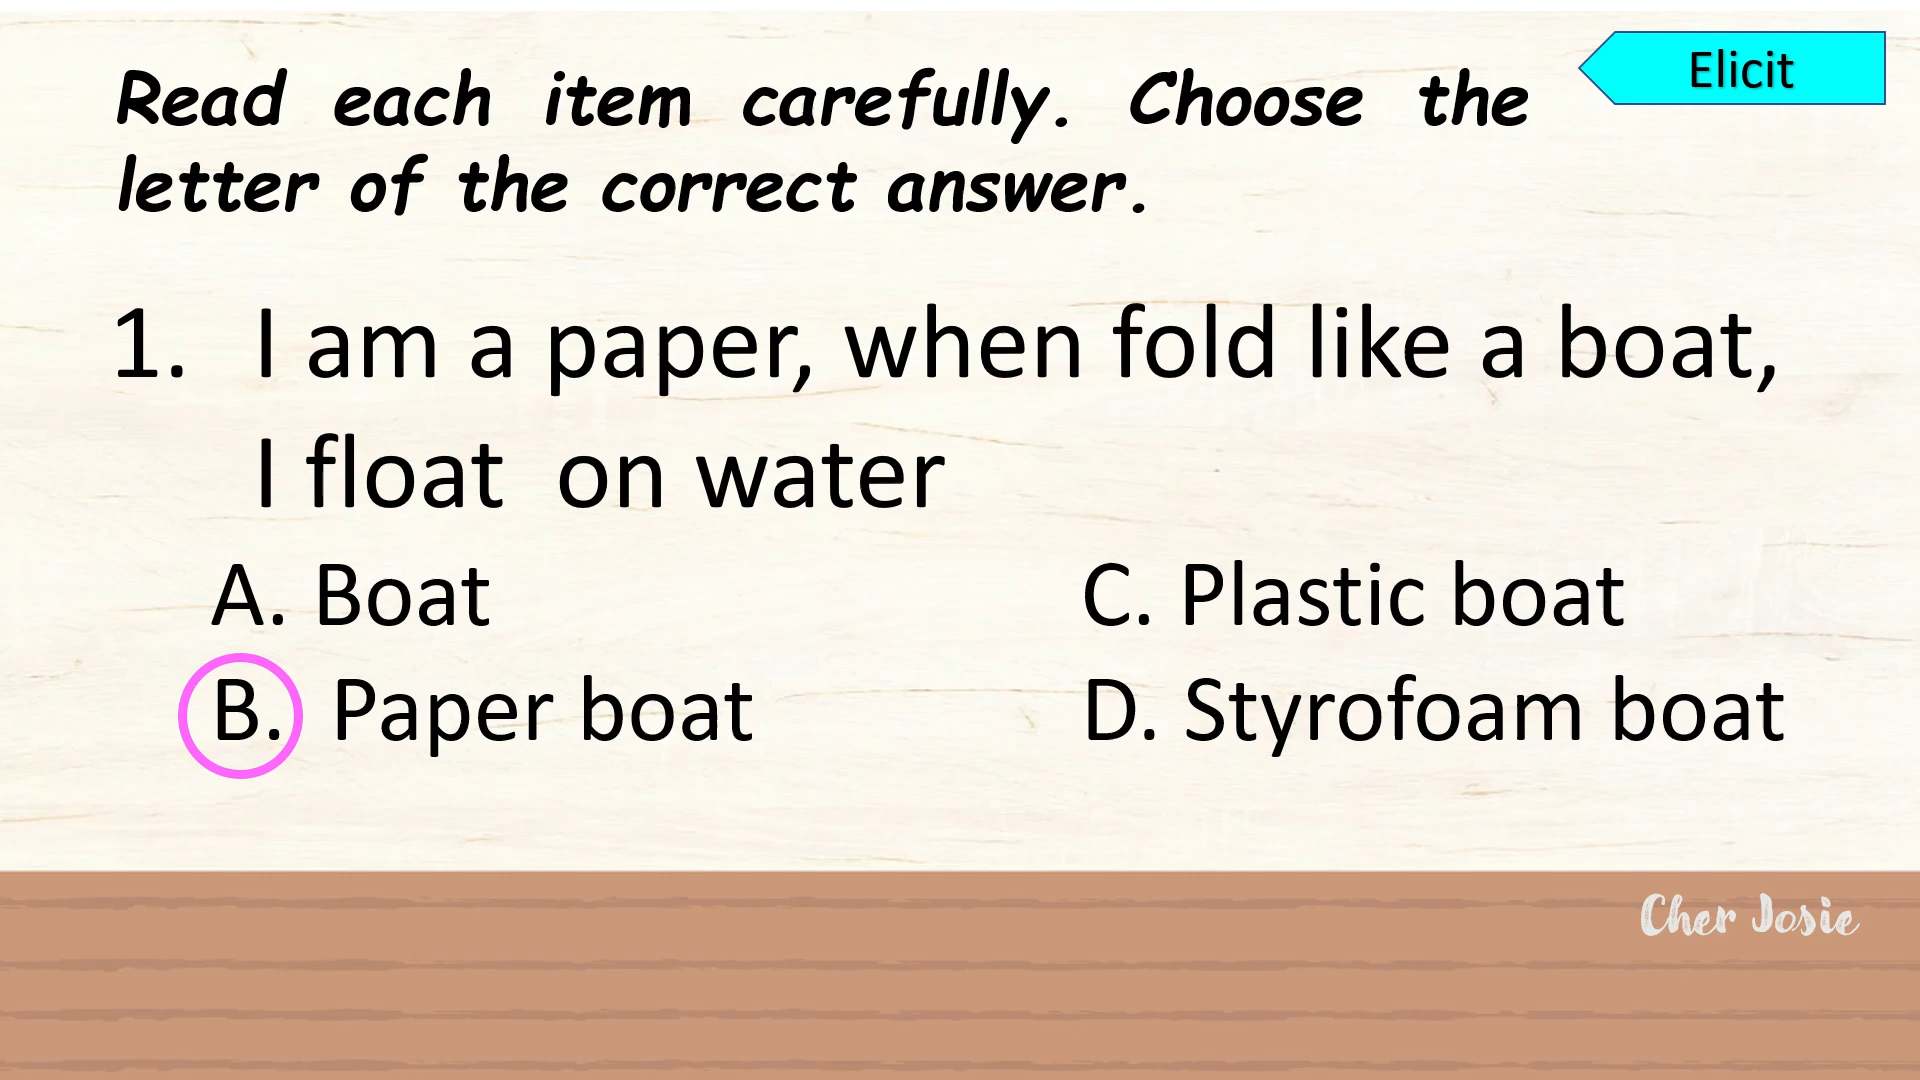 Elicit
Read each item carefully. Choose the
letter of the correct answer.
1. I am a paper, when fold like a boat,
I float on water
A. Boat
B. Paper boat
C. Plastic boat
D. Styrofoam boat
Cher Josie